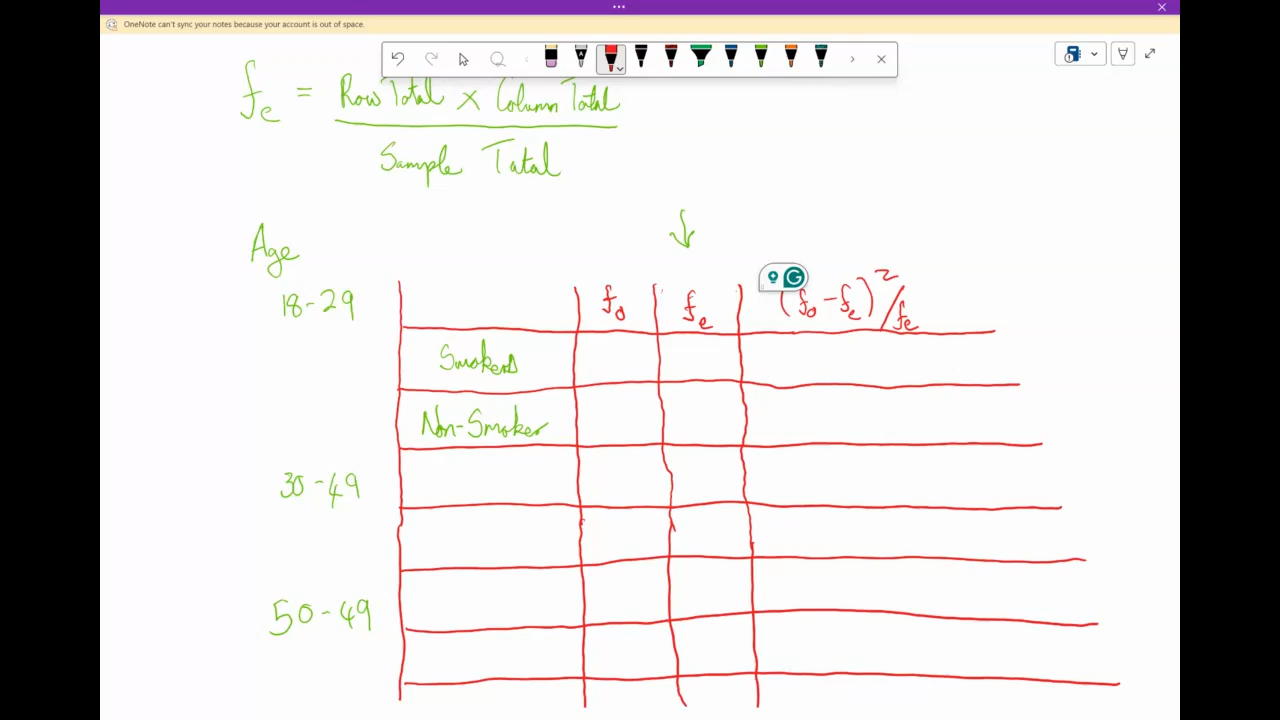 OneNote can't sync your notes because your account is out of space.
fe = Row Total × Column Total
Sample Total
Age
18-29
fo fe (fo - fe)²/fe
Smokers
Non-Smoker
30-49
50-49